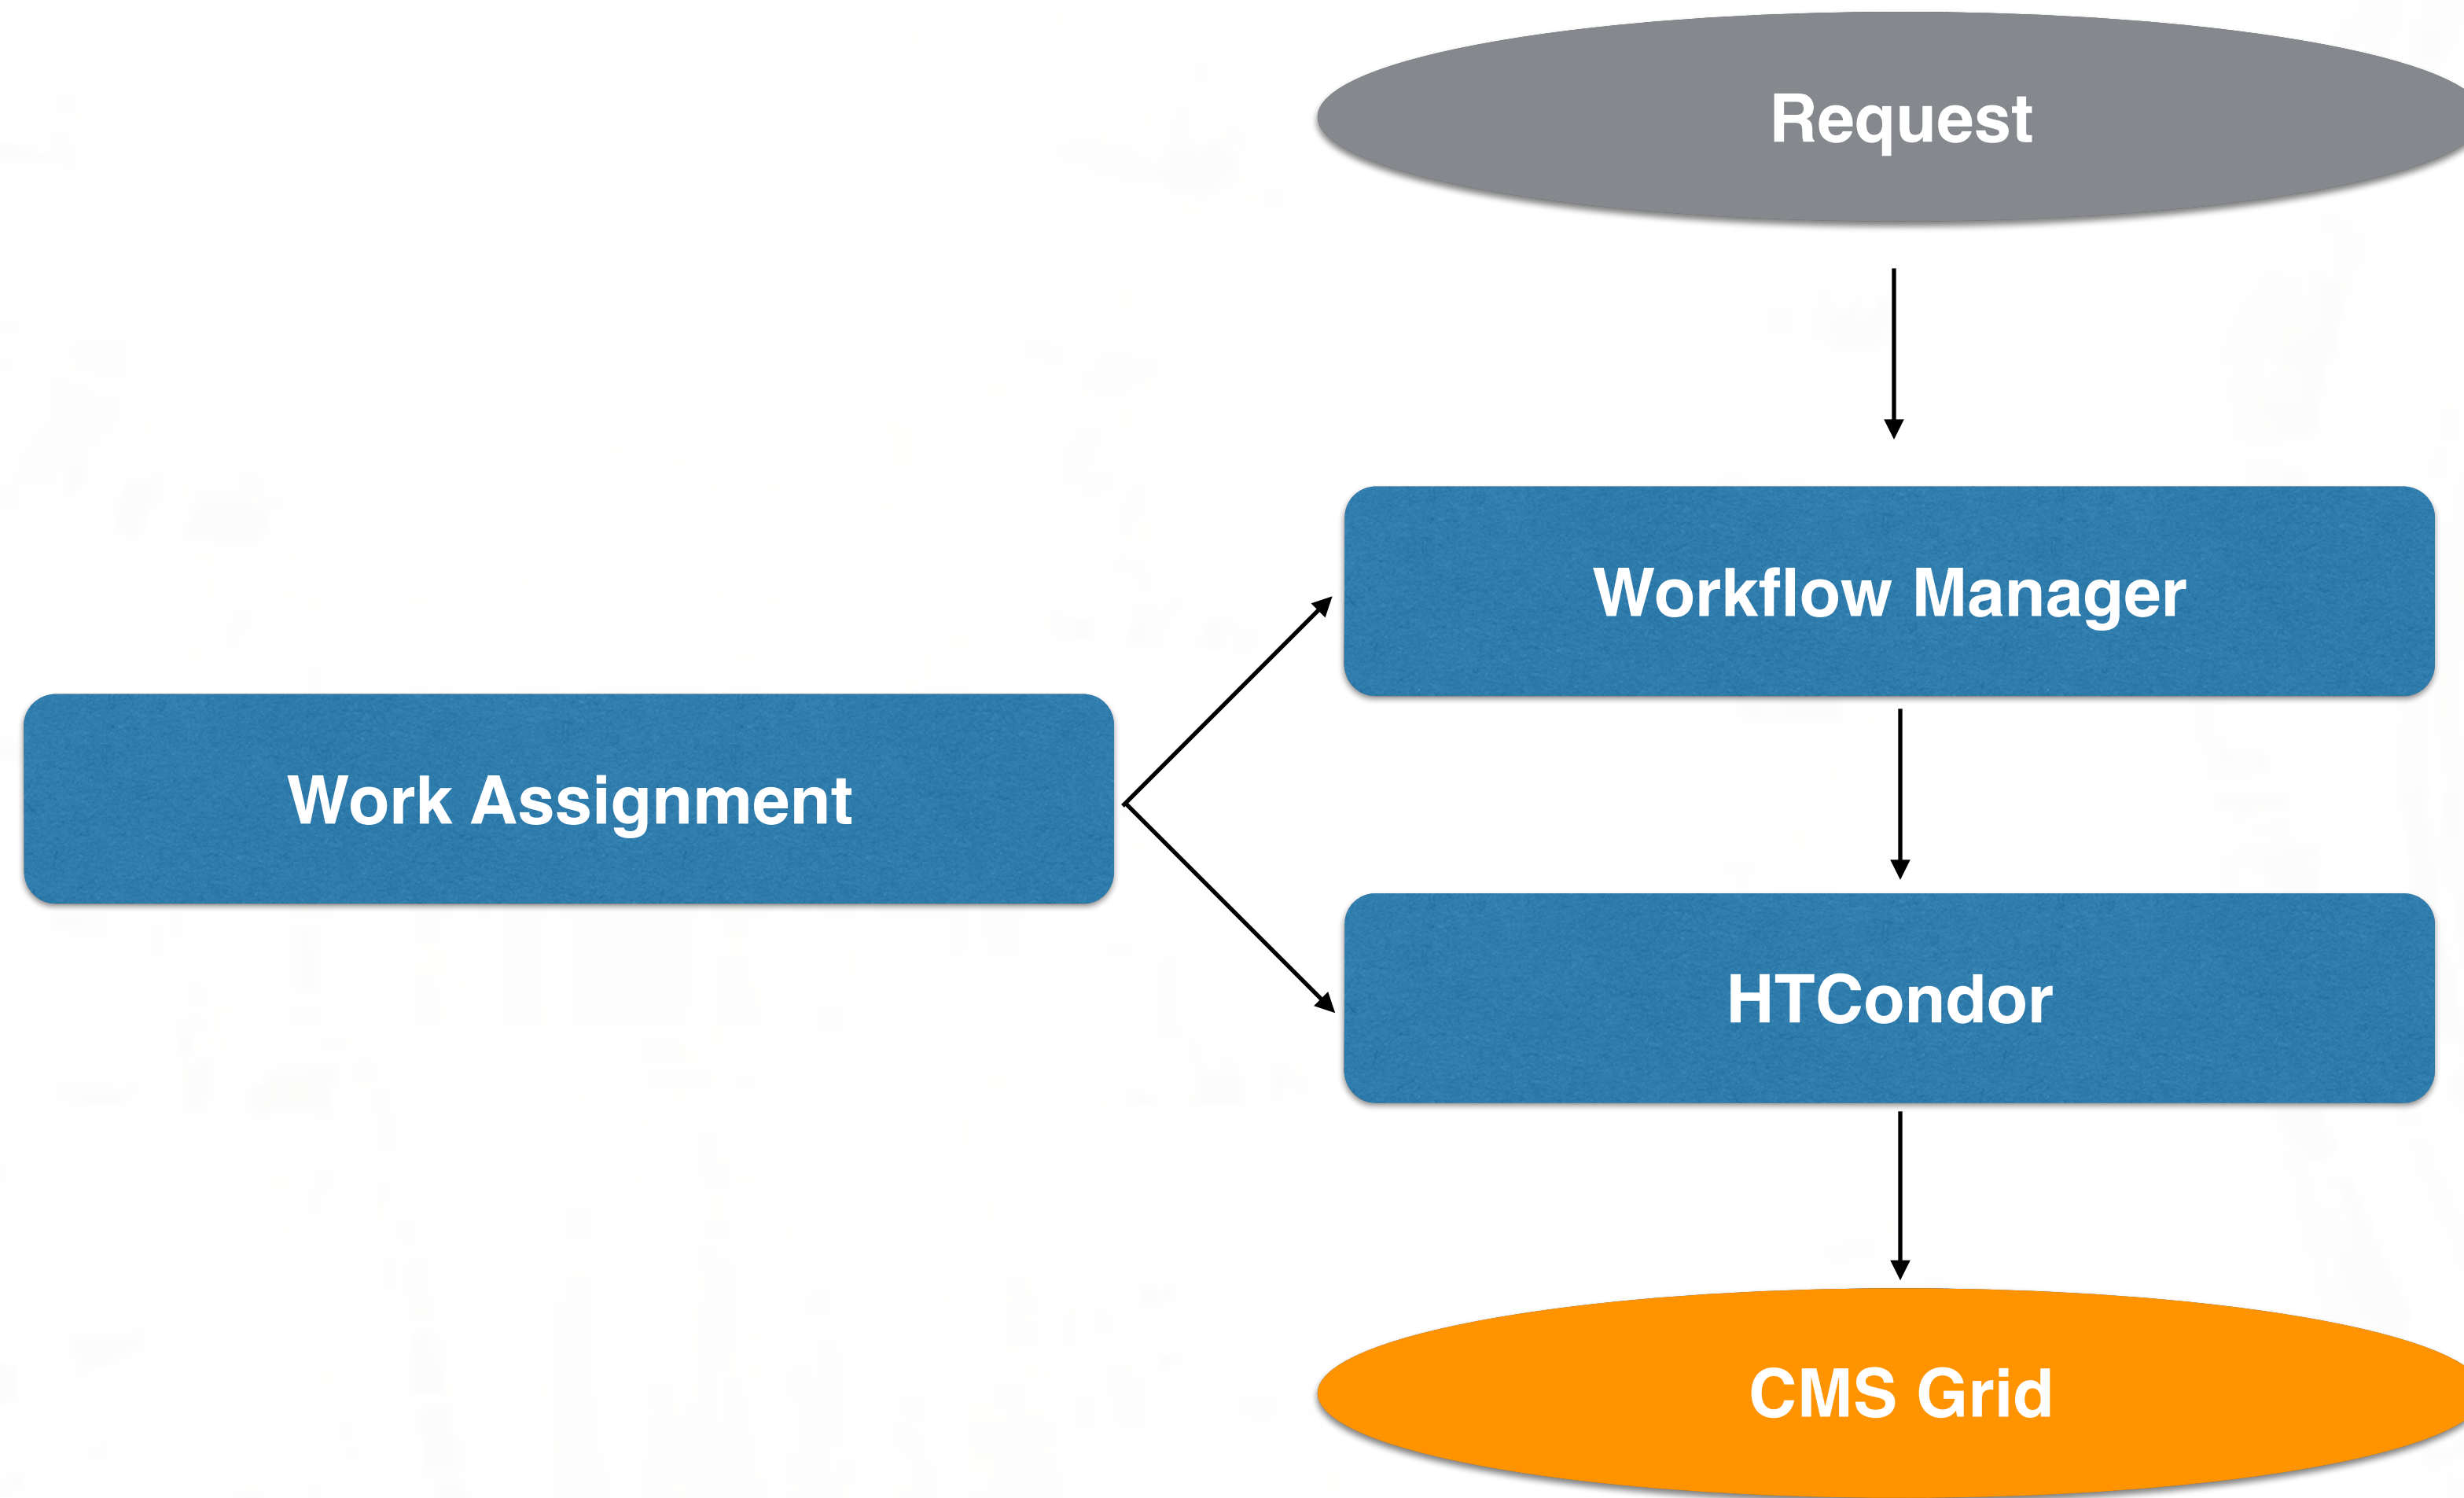 Request
Workflow Manager
Work Assignment
HTCondor
CMS Grid